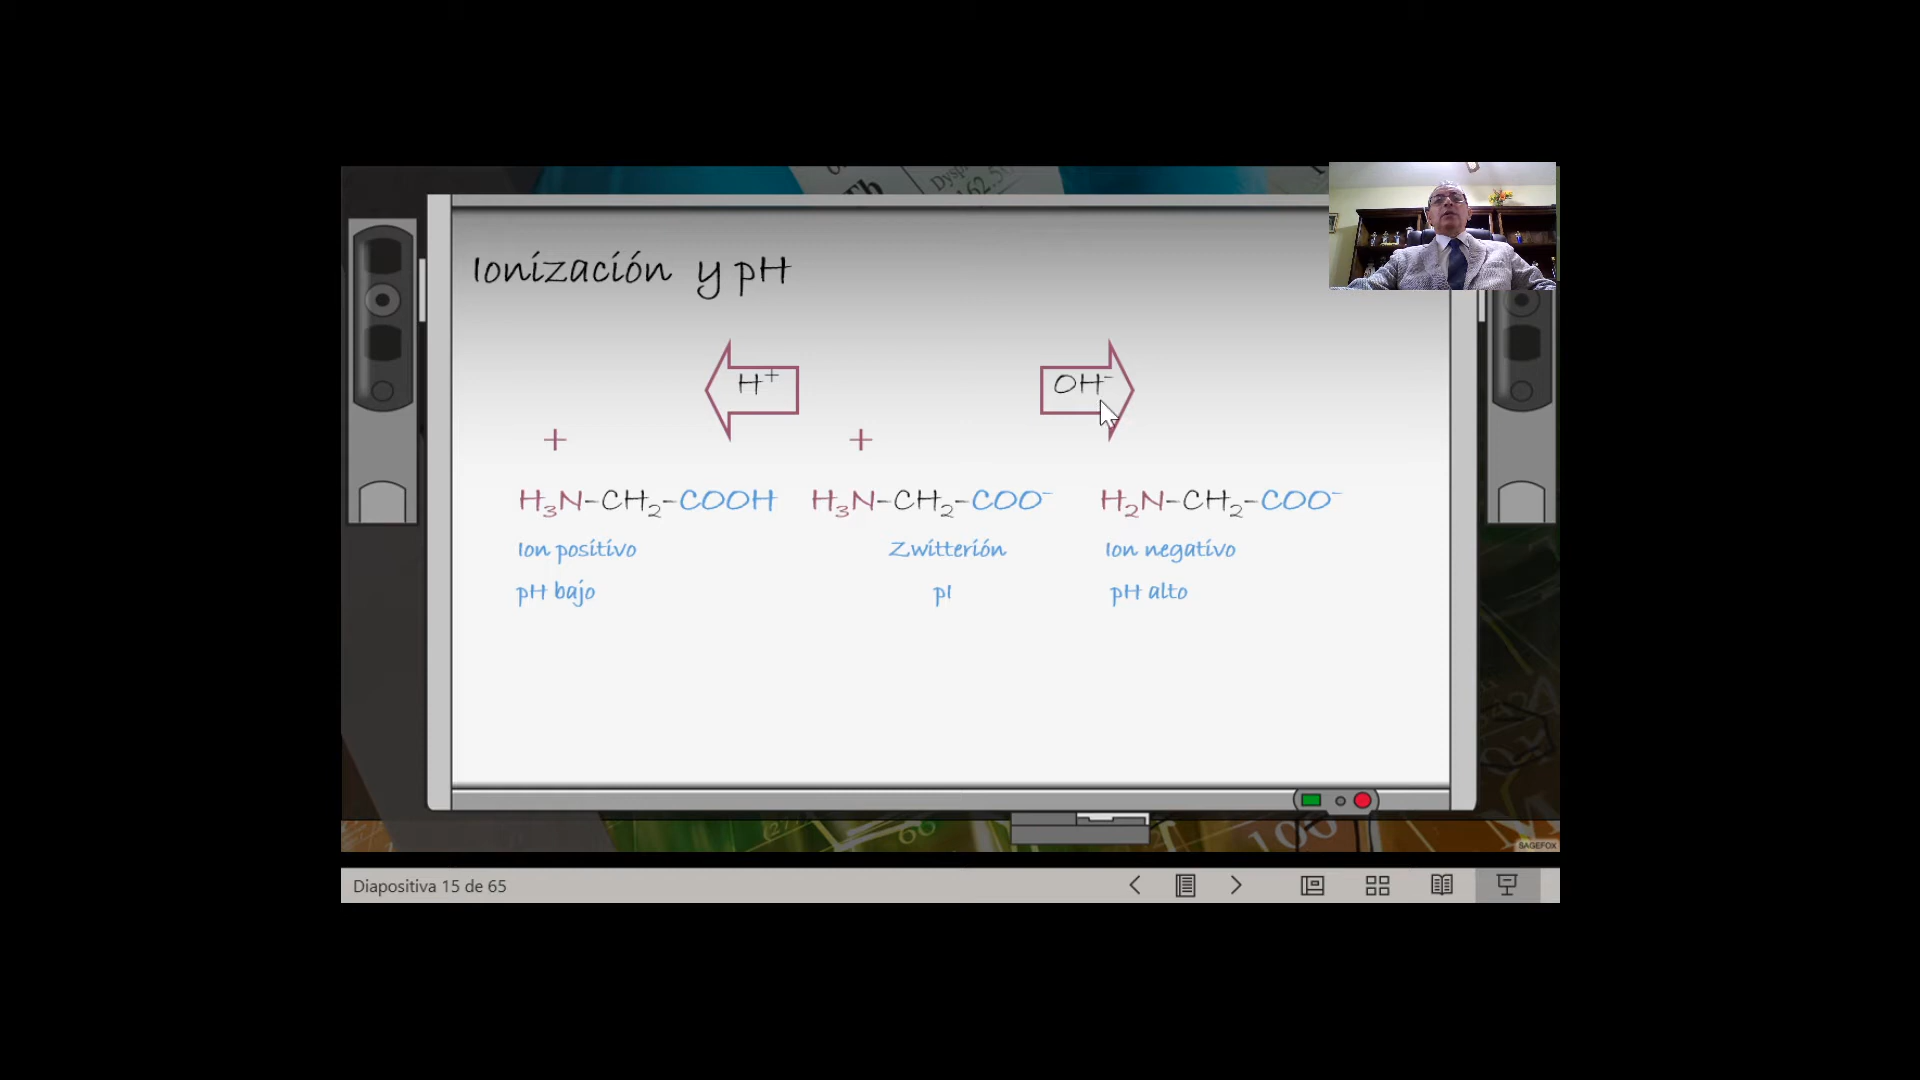 Ionización y pH
H⁺
OH⁻
+
+
H₃N-CH₂-COOH
H₃N-CH₂-COO⁻
H₂N-CH₂-COO⁻
Ion positivo
Zwitterión
Ion negativo
pH bajo
pI
pH alto
SAGEFOX
Diapositiva 15 de 65